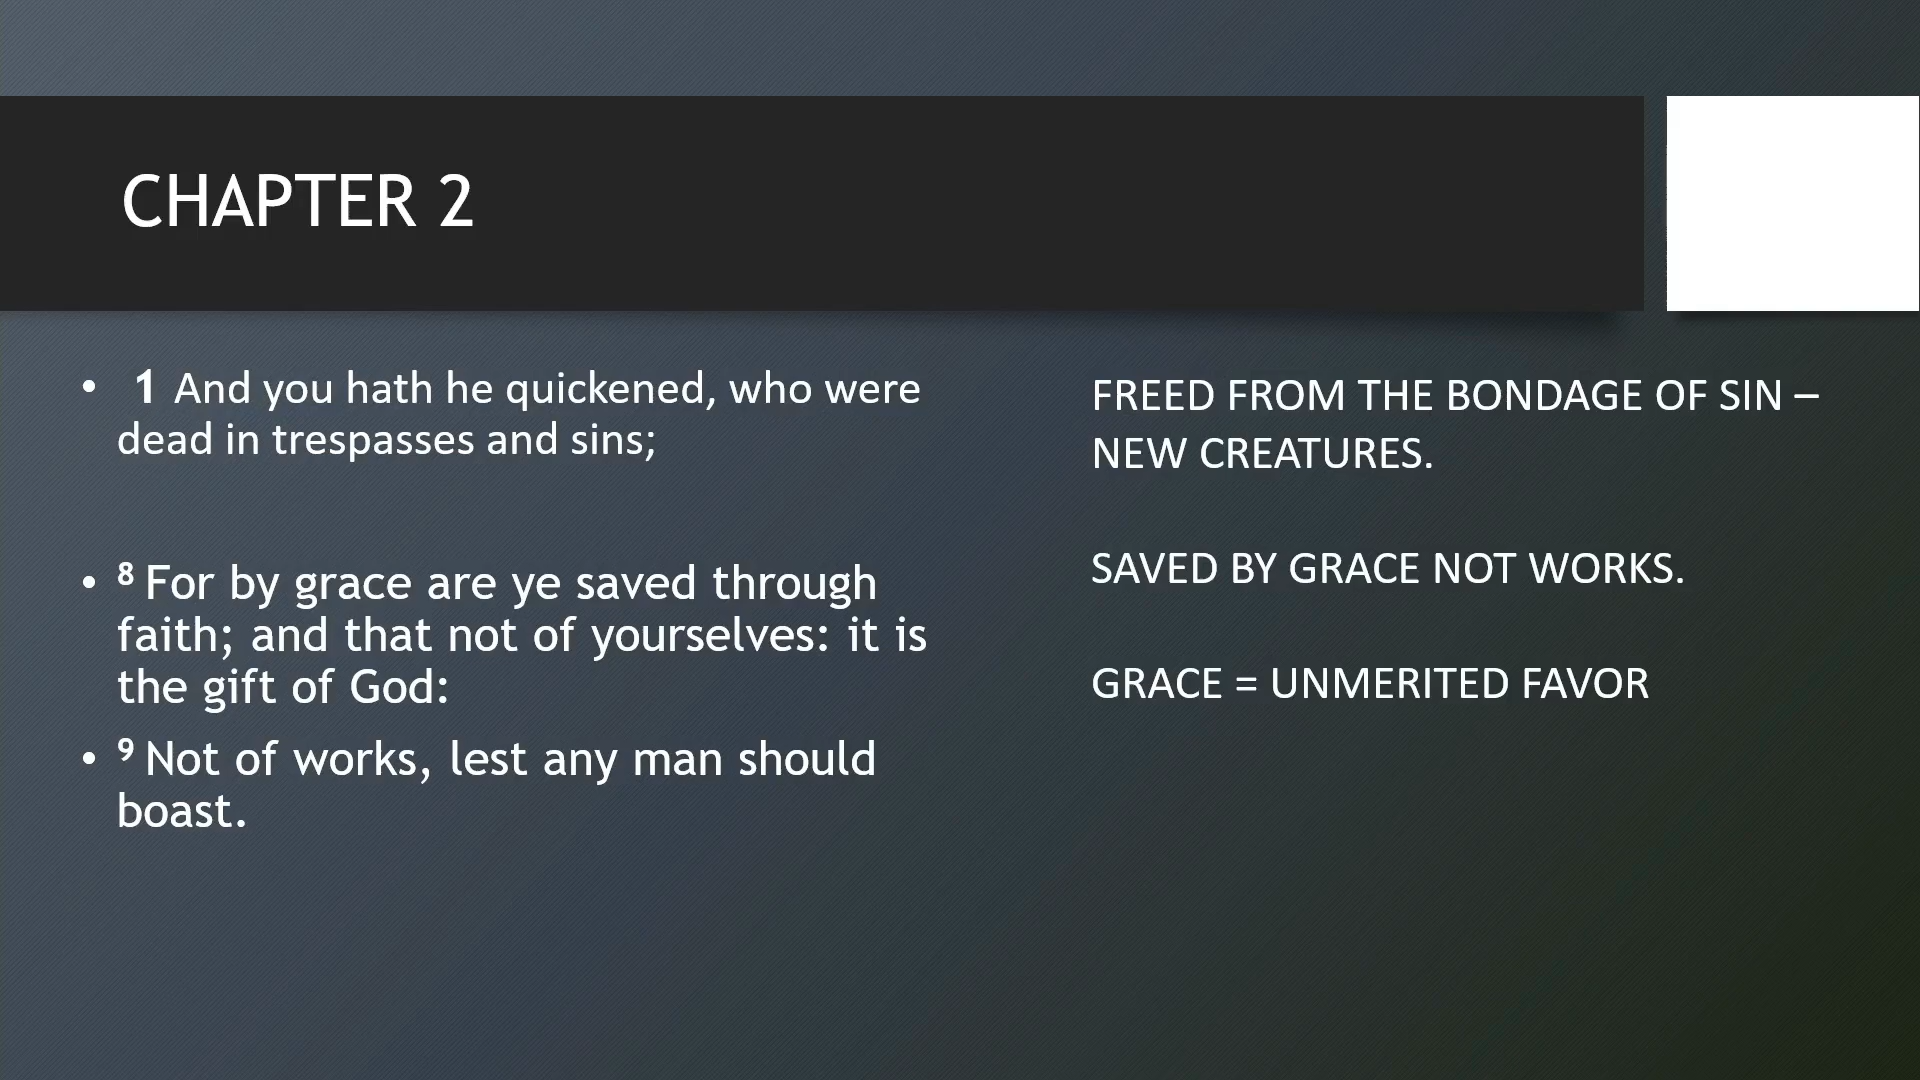 CHAPTER 2
• 1 And you hath he quickened, who were
dead in trespasses and sins;
• 8 For by grace are ye saved through
faith; and that not of yourselves: it is
the gift of God:
• 9 Not of works, lest any man should
boast.
FREED FROM THE BONDAGE OF SIN –
NEW CREATURES.
SAVED BY GRACE NOT WORKS.
GRACE = UNMERITED FAVOR